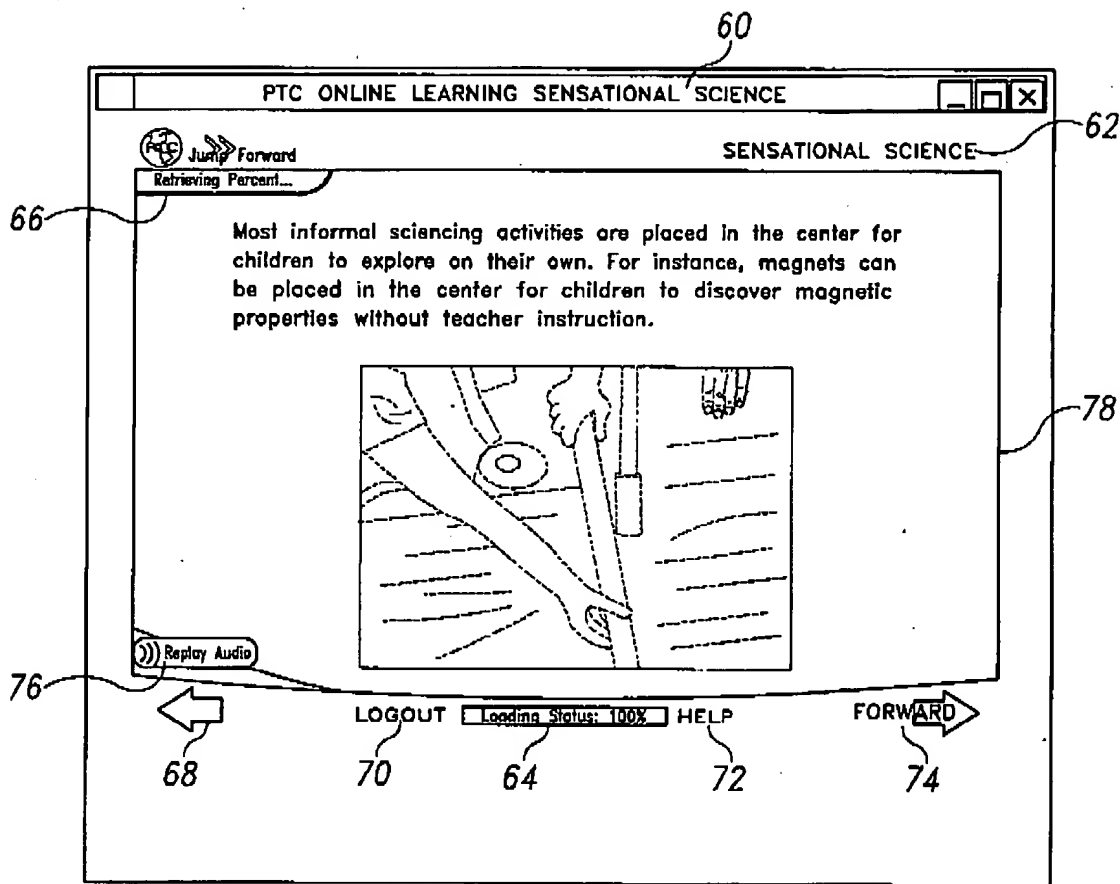 60
PTC ONLINE LEARNING SENSATIONAL SCIENCE
62
Jump Forward
SENSATIONAL SCIENCE
Retrieving Percent...
66
Most informal sciencing activities are placed in the center for
children to explore on their own. For instance, magnets can
be placed in the center for children to discover magnetic
properties without teacher instruction.
78
Replay Audio
76
LOGOUT Loading Status: 100% HELP FORWARD
68 70 64 72 74